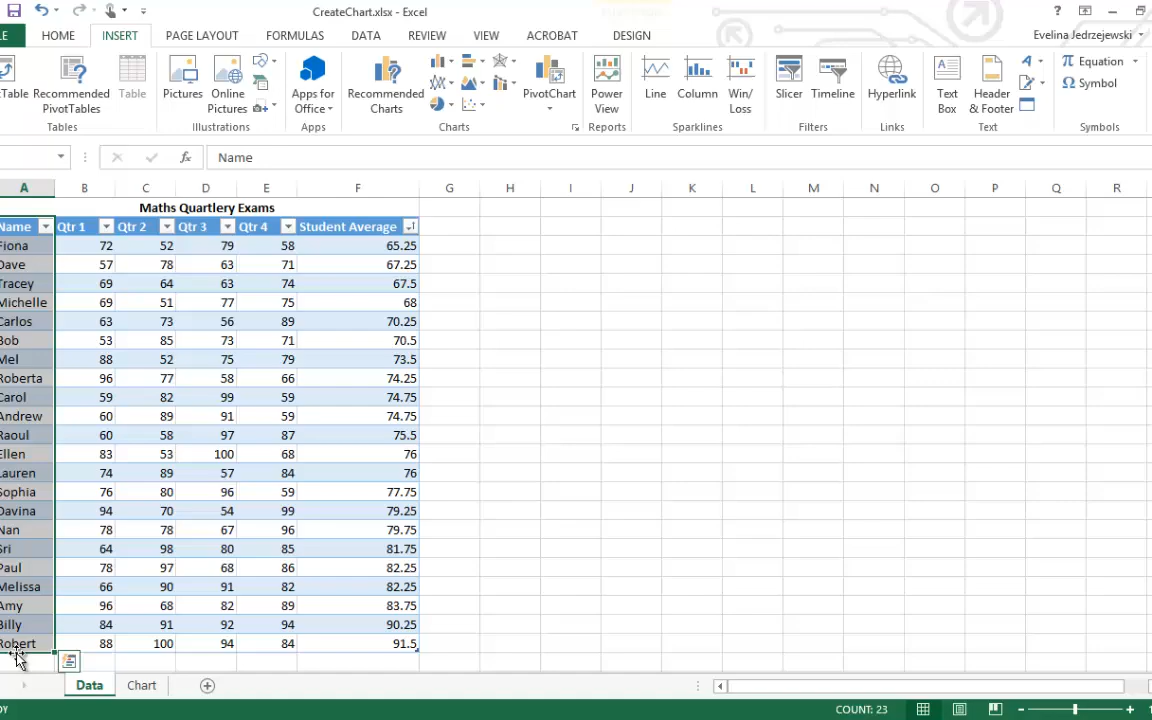 CreateChart.xlsx - Excel
LE HOME INSERT PAGE LAYOUT FORMULAS DATA REVIEW VIEW ACROBAT DESIGN Evelina Jedrzejewski
Table Recommended PivotTables Table Pictures Online Pictures Apps for Office Recommended Charts PivotChart Power View Line Column Win/Loss Slicer Timeline Hyperlink Text Box Header & Footer Equation Symbol
Tables Illustrations Apps Charts Reports Sparklines Filters Links Text Symbols
fx Name
A B C D E F G H I J K L M N O P Q R
Maths Quartlery Exams
Name Qtr 1 Qtr 2 Qtr 3 Qtr 4 Student Average
Fiona 72 52 79 58 65.25
Dave 57 78 63 71 67.25
Tracey 69 64 63 74 67.5
Michelle 69 51 77 75 68
Carlos 63 73 56 89 70.25
Bob 53 85 73 71 70.5
Mel 88 52 75 79 73.5
Roberta 96 77 58 66 74.25
Carol 59 82 99 59 74.75
Andrew 60 89 91 59 74.75
Raoul 60 58 97 87 75.5
Ellen 83 53 100 68 76
Lauren 74 89 57 84 76
Sophia 76 80 96 59 77.75
Davina 94 70 54 99 79.25
Nan 78 78 67 96 79.75
Sri 64 98 80 85 81.75
Paul 78 97 68 86 82.25
Melissa 66 90 91 82 82.25
Amy 96 68 82 89 83.75
Billy 84 91 92 94 90.25
Robert 88 100 94 84 91.5
Data Chart
DY COUNT: 23